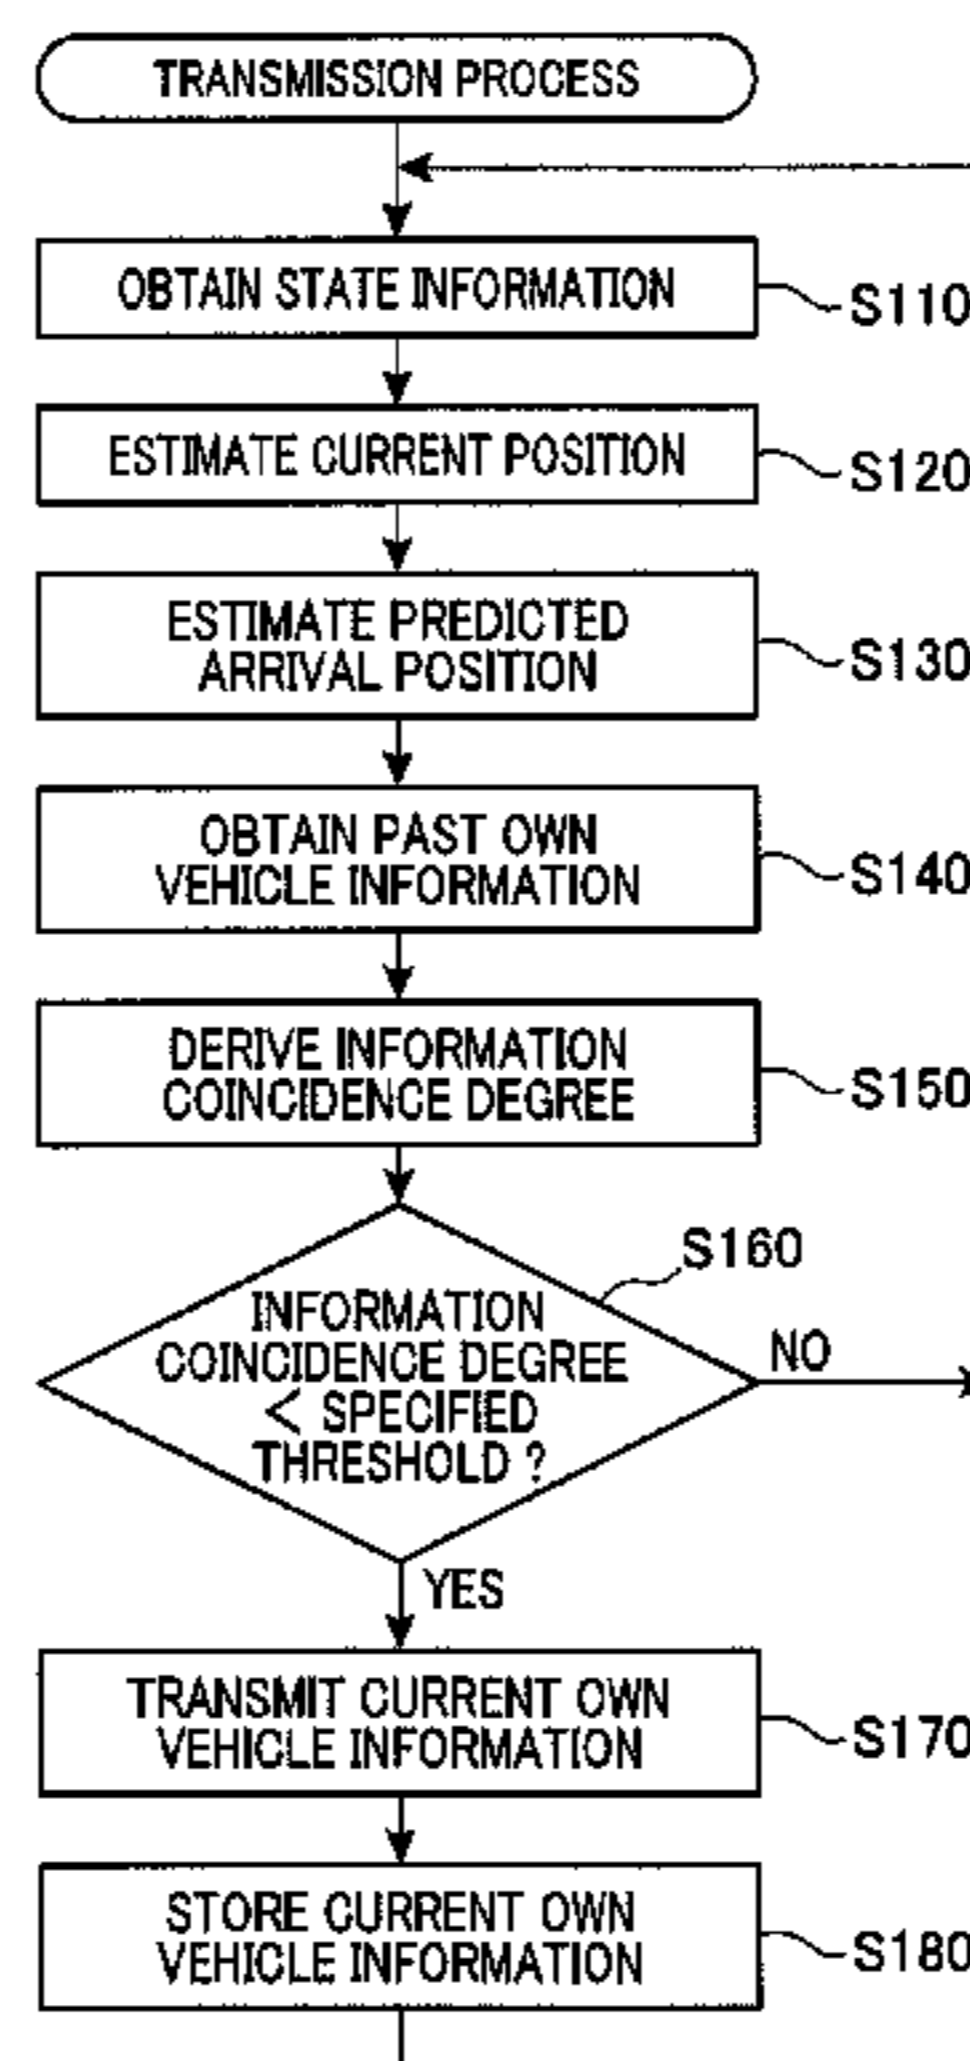 TRANSMISSION PROCESS
OBTAIN STATE INFORMATION
S110
ESTIMATE CURRENT POSITION
S120
ESTIMATE PREDICTED
ARRIVAL POSITION
S130
OBTAIN PAST OWN
VEHICLE INFORMATION
S140
DERIVE INFORMATION
COINCIDENCE DEGREE
S150
S160
INFORMATION
COINCIDENCE DEGREE
< SPECIFIED
THRESHOLD ?
NO
YES
TRANSMIT CURRENT OWN
VEHICLE INFORMATION
S170
STORE CURRENT OWN
VEHICLE INFORMATION
S180